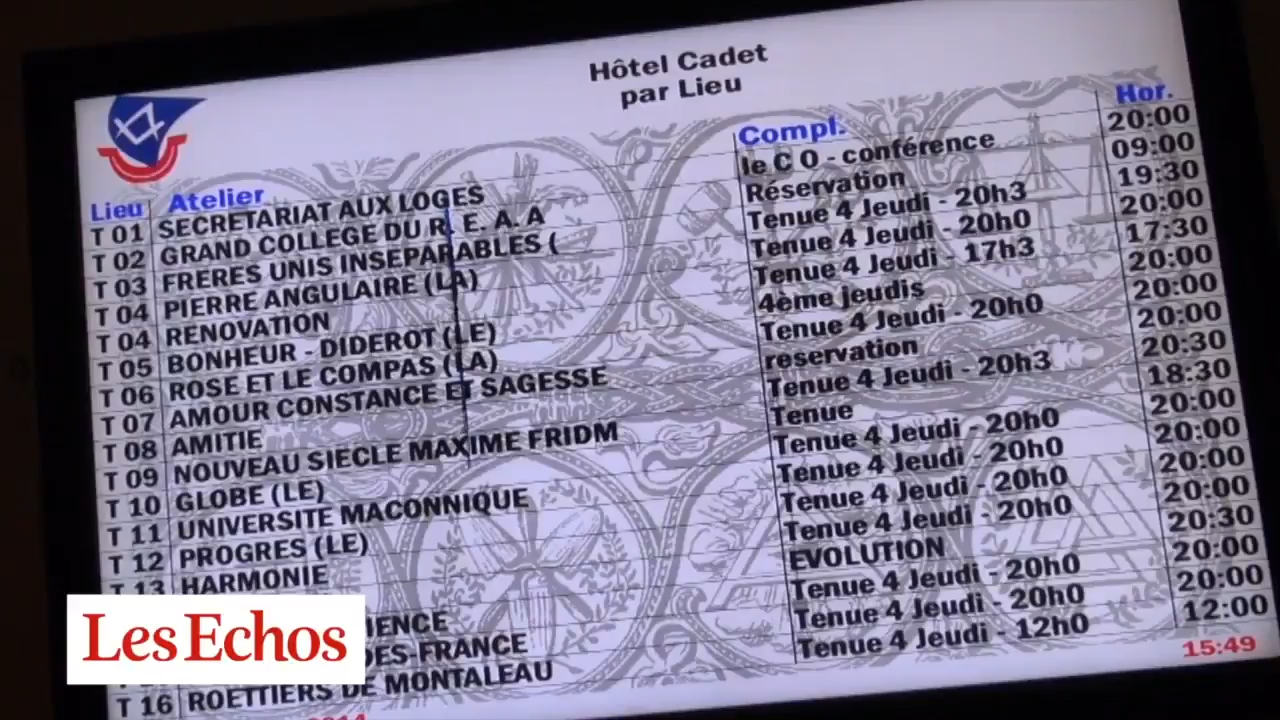 Hôtel Cadet
par Lieu
Lieu Atelier Compl. Hor.
T 01 SECRETARIAT AUX LOGES le C O - conférence 20:00
T 02 GRAND COLLEGE DU R. E. A. A Réservation 09:00
T 03 FRERES UNIS INSEPARABLES ( Tenue 4 Jeudi - 20h3 19:30
T 04 PIERRE ANGULAIRE (LA) Tenue 4 Jeudi - 20h0 20:00
T 04 RENOVATION Tenue 4 Jeudi - 17h3 17:30
T 05 BONHEUR - DIDEROT (LE) 4ème jeudis 20:00
T 06 ROSE ET LE COMPAS (LA) Tenue 4 Jeudi - 20h0 20:00
T 07 AMOUR CONSTANCE ET SAGESSE reservation 20:00
T 08 AMITIE Tenue 4 Jeudi - 20h3 20:30
T 09 NOUVEAU SIECLE MAXIME FRIDM Tenue 18:30
T 10 GLOBE (LE) Tenue 4 Jeudi - 20h0 20:00
T 11 UNIVERSITE MACONNIQUE Tenue 4 Jeudi - 20h0 20:00
T 12 PROGRES (LE) Tenue 4 Jeudi - 20h0 20:00
T 13 HARMONIE Tenue 4 Jeudi - 20h0 20:00
EVOLUTION 20:30
IENCE Tenue 4 Jeudi - 20h0 20:00
DES-FRANCE Tenue 4 Jeudi - 20h0 20:00
T 16 ROETTIERS DE MONTALEAU Tenue 4 Jeudi - 12h0 12:00
15:49
Les Echos